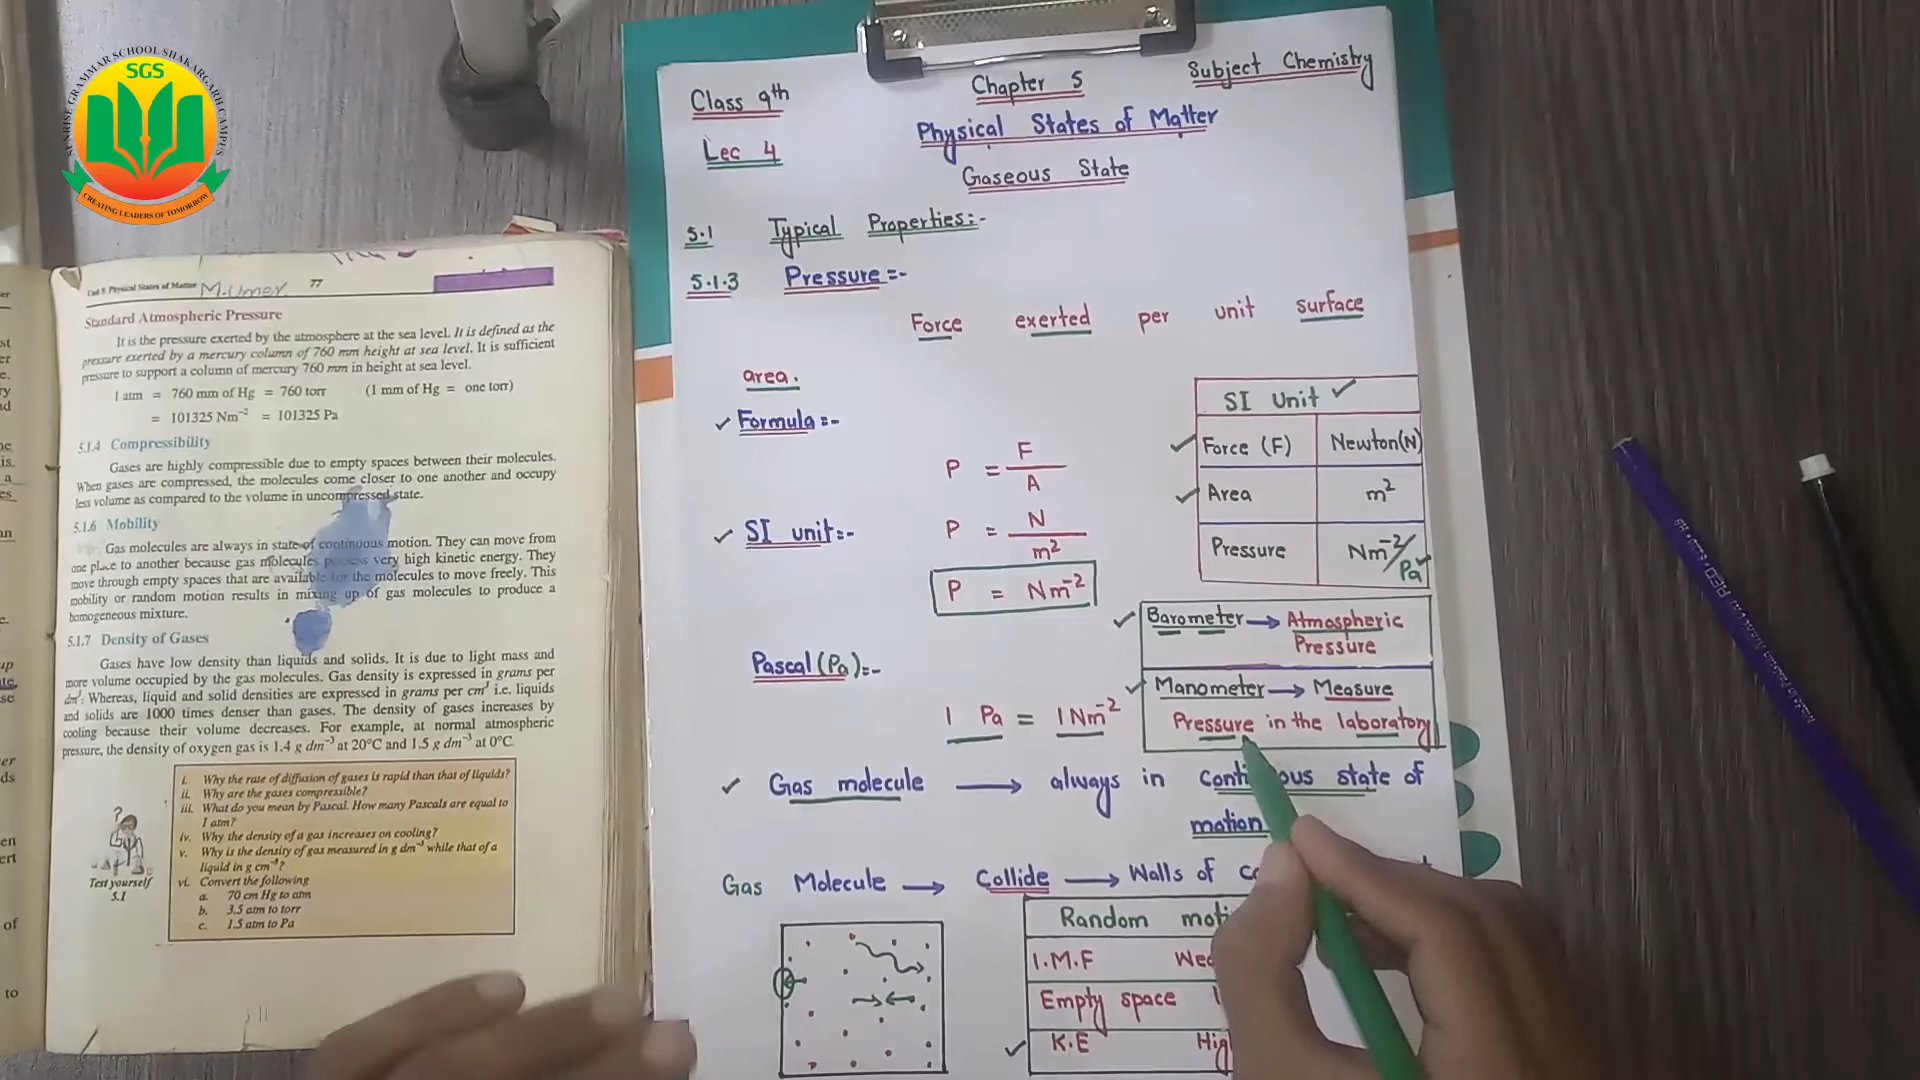 SUNRISE GRAMMAR SCHOOL SHAKARGARH CAMPUS
SGS
CREATING LEADERS OF TOMORROW
Unit 5: Physical States of Matter M.Umer 77
Standard Atmospheric Pressure
It is the pressure exerted by the atmosphere at the sea level. It is defined as the
pressure exerted by a mercury column of 760 mm height at sea level. It is sufficient
pressure to support a column of mercury 760 mm in height at sea level.
1 atm = 760 mm of Hg = 760 torr (1 mm of Hg = one torr)
= 101325 Nm⁻² = 101325 Pa
5.1.4 Compressibility
Gases are highly compressible due to empty spaces between their molecules.
When gases are compressed, the molecules come closer to one another and occupy
less volume as compared to the volume in uncompressed state.
5.1.6 Mobility
Gas molecules are always in state of continuous motion. They can move from
one place to another because gas molecules possess very high kinetic energy. They
move through empty spaces that are available for the molecules to move freely. This
mobility or random motion results in mixing up of gas molecules to produce a
homogeneous mixture.
5.1.7 Density of Gases
Gases have low density than liquids and solids. It is due to light mass and
more volume occupied by the gas molecules. Gas density is expressed in grams per
dm³. Whereas, liquid and solid densities are expressed in grams per cm³ i.e. liquids
and solids are 1000 times denser than gases. The density of gases increases by
cooling because their volume decreases. For example, at normal atmospheric
pressure, the density of oxygen gas is 1.4 g dm⁻³ at 20°C and 1.5 g dm⁻³ at 0°C.
i. Why the rate of diffusion of gases is rapid than that of liquids?
ii. Why are the gases compressible?
iii. What do you mean by Pascal. How many Pascals are equal to
1 atm?
iv. Why the density of a gas increases on cooling?
v. Why is the density of gas measured in g dm⁻³ while that of a
liquid in g cm⁻³?
vi. Convert the following
a. 70 cm Hg to atm
b. 3.5 atm to torr
c. 1.5 atm to Pa
Test yourself
5.1
Class 9th Chapter 5 Subject Chemistry
Lec 4 Physical States of Matter
Gaseous State
5.1 Typical Properties:-
5.1.3 Pressure:-
Force exerted per unit surface
area.
Formula:-
P = F/A
SI unit:-
P = N/m²
P = Nm⁻²
SI Unit
Force (F) Newton(N)
Area m²
Pressure Nm⁻²/Pa
Barometer → Atmospheric
Pressure
Manometer → Measure
Pressure in the laboratory
Pascal (Pa):-
1 Pa = 1Nm⁻²
Gas molecule → always in continuous state of
motion
Gas Molecule → Collide → Walls of
Random
I.M.F
Empty space
K.E